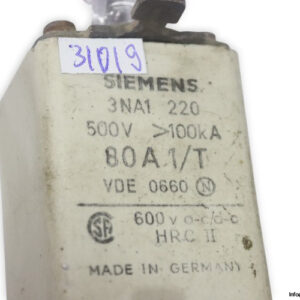 31019
SIEMENS
3NA1 220
500V >100kA
80A 1/T
VDE 0660 N
600 v a-c/d-c
HRC II
MADE IN GERMANY